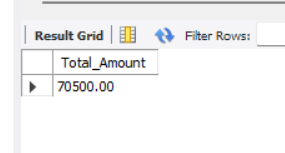 Result Grid Filter Rows:
Total_Amount
70500.00